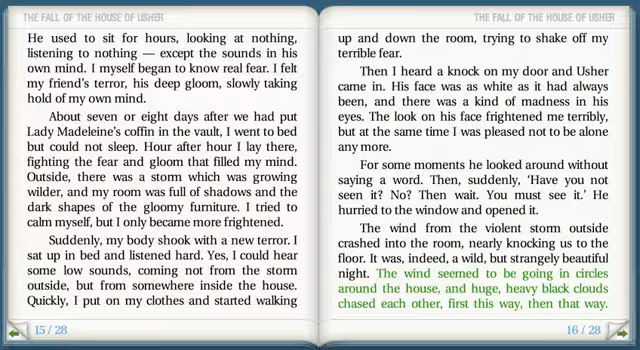 THE FALL OF THE HOUSE OF USHER
He used to sit for hours, looking at nothing,
listening to nothing — except the sounds in his
own mind. I myself began to know real fear. I felt
my friend's terror, his deep gloom, slowly taking
hold of my own mind.
About seven or eight days after we had put
Lady Madeleine's coffin in the vault, I went to bed
but could not sleep. Hour after hour I lay there,
fighting the fear and gloom that filled my mind.
Outside, there was a storm which was growing
wilder, and my room was full of shadows and the
dark shapes of the gloomy furniture. I tried to
calm myself, but I only became more frightened.
Suddenly, my body shook with a new terror. I
sat up in bed and listened hard. Yes, I could hear
some low sounds, coming not from the storm
outside, but from somewhere inside the house.
Quickly, I put on my clothes and started walking
15 / 28
THE FALL OF THE HOUSE OF USHER
up and down the room, trying to shake off my
terrible fear.
Then I heard a knock on my door and Usher
came in. His face was as white as it had always
been, and there was a kind of madness in his
eyes. The look on his face frightened me terribly,
but at the same time I was pleased not to be alone
any more.
For some moments he looked around without
saying a word. Then, suddenly, 'Have you not
seen it? No? Then wait. You must see it.' He
hurried to the window and opened it.
The wind from the violent storm outside
crashed into the room, nearly knocking us to the
floor. It was, indeed, a wild, but strangely beautiful
night. The wind seemed to be going in circles
around the house, and huge, heavy black clouds
chased each other, first this way, then that way.
16 / 28